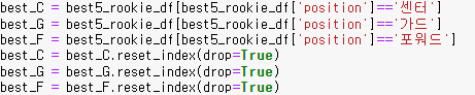 best_C = best5_rookie_df[best5_rookie_df['position']=='센터']
best_G = best5_rookie_df[best5_rookie_df['position']=='가드']
best_F = best5_rookie_df[best5_rookie_df['position']=='포워드']
best_C = best_C.reset_index(drop=True)
best_G = best_G.reset_index(drop=True)
best_F = best_F.reset_index(drop=True)